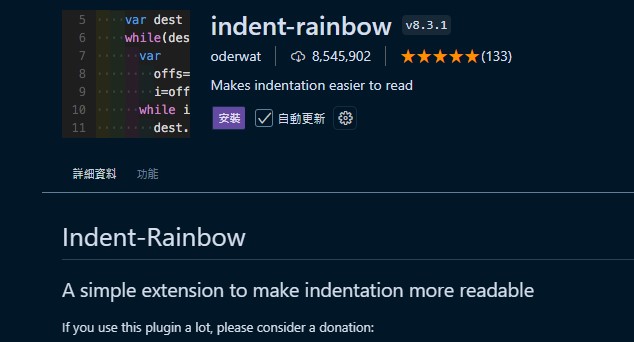 indent-rainbow v8.3.1
oderwat 8,545,902 (133)
Makes indentation easier to read
安裝 自動更新
5 var dest
6 while(des
7 var
8 offs=
9 i=off
10 while i
11 dest.
詳細資料 功能
Indent-Rainbow
A simple extension to make indentation more readable
If you use this plugin a lot, please consider a donation: